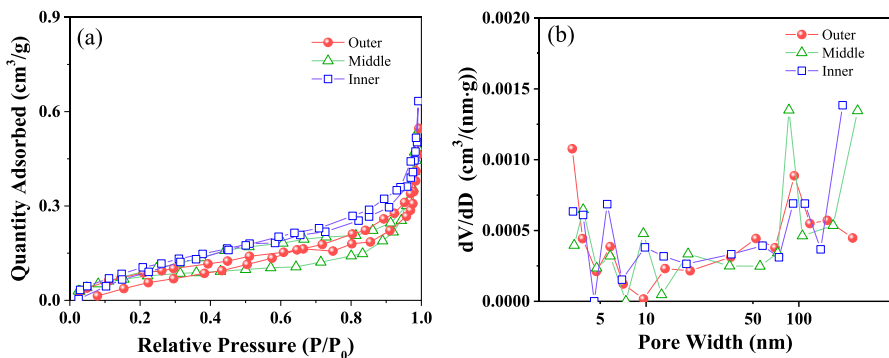 (a)
Outer
Middle
Inner
Quantity Adsorbed (cm³/g)
0.9
0.6
0.3
0.0
0.0 0.2 0.4 0.6 0.8 1.0
Relative Pressure (P/P₀)
(b)
Outer
Middle
Inner
dV/dD (cm³/(nm·g))
0.0020
0.0015
0.0010
0.0005
0.0000
5 10 50 100
Pore Width (nm)